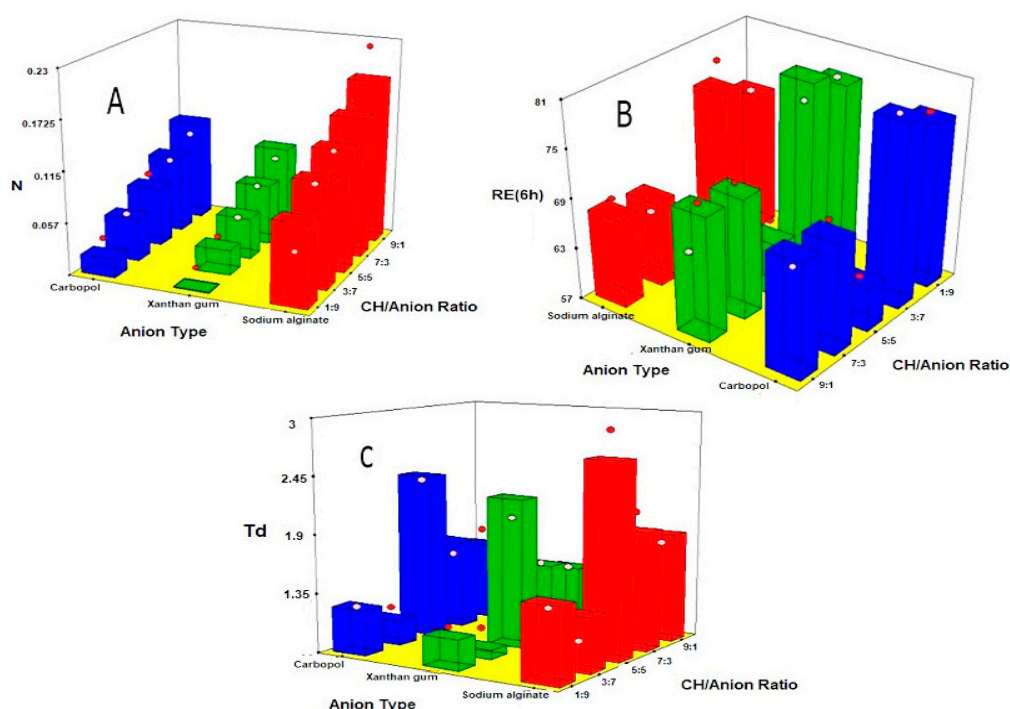 A
0.23
0.1725
0.115
0.057
N
Carbopol
Xanthan gum
Sodium alginate
Anion Type
1:9
3:7
5:5
7:3
9:1
CH/Anion Ratio
B
81
75
69
63
57
RE(6h)
Sodium alginate
Xanthan gum
Carbopol
Anion Type
9:1
7:3
5:5
3:7
1:9
CH/Anion Ratio
C
3
2.45
1.9
1.35
Td
Carbopol
Xanthan gum
Sodium alginate
Anion Type
1:9
3:7
5:5
7:3
9:1
CH/Anion Ratio